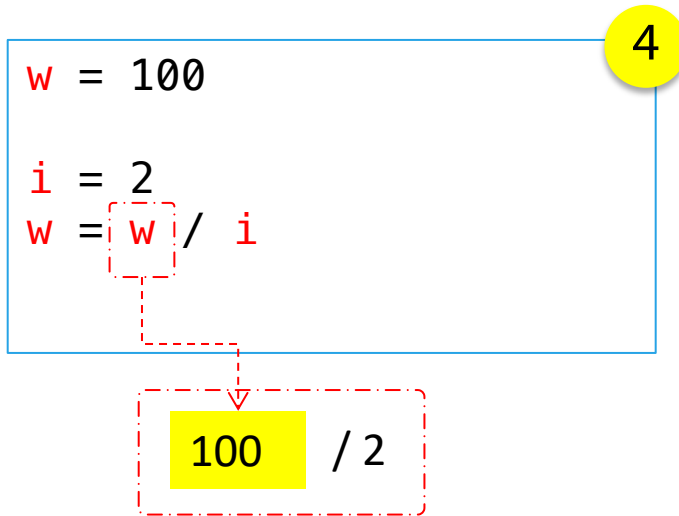 4
w = 100
i = 2
w = w / i
100 / 2